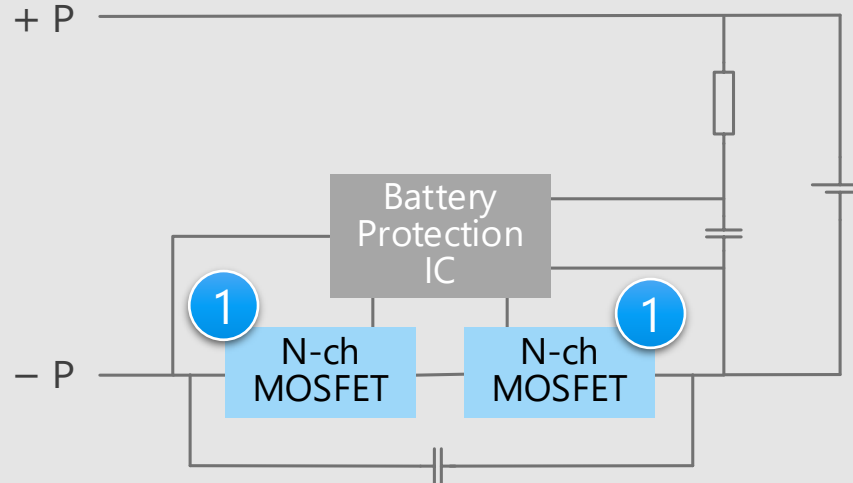 + P
Battery
Protection
IC
1
1
N-ch
MOSFET
N-ch
MOSFET
− P